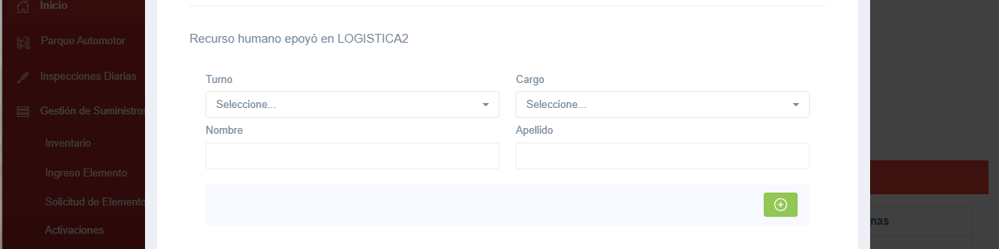 Inicio
Parque Automotor
Inspecciones Diarias
Gestión de Suministros
Inventario
Ingreso Elemento
Solicitud de Elemento
Activaciones
Recurso humano epoyó en LOGISTICA2
Turno
Cargo
Seleccione...
Seleccione...
Nombre
Apellido
nas